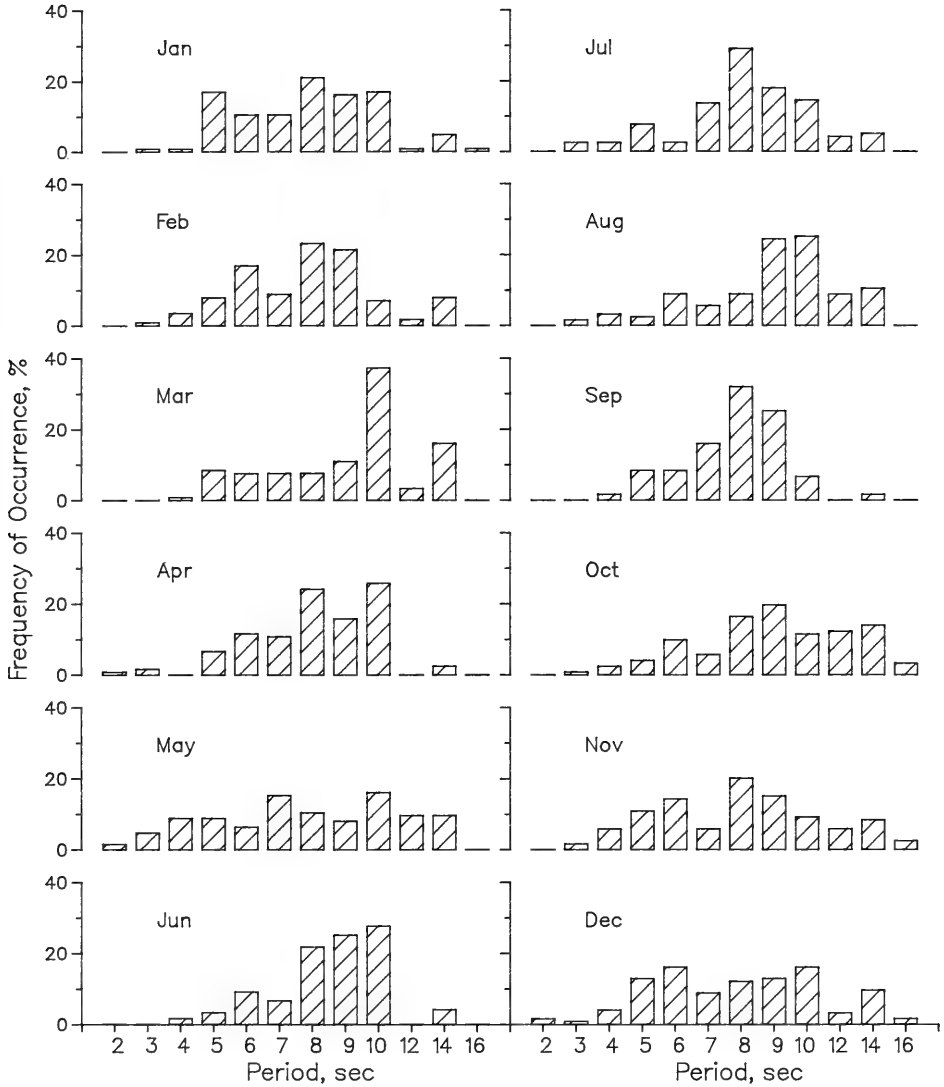 Frequency of Occurrence, %
40
20
0
Jan
Jul
40
20
0
Feb
Aug
40
20
0
Mar
Sep
40
20
0
Apr
Oct
40
20
0
May
Nov
40
20
0
Jun
Dec
2 3 4 5 6 7 8 9 10 12 14 16
2 3 4 5 6 7 8 9 10 12 14 16
Period, sec
Period, sec